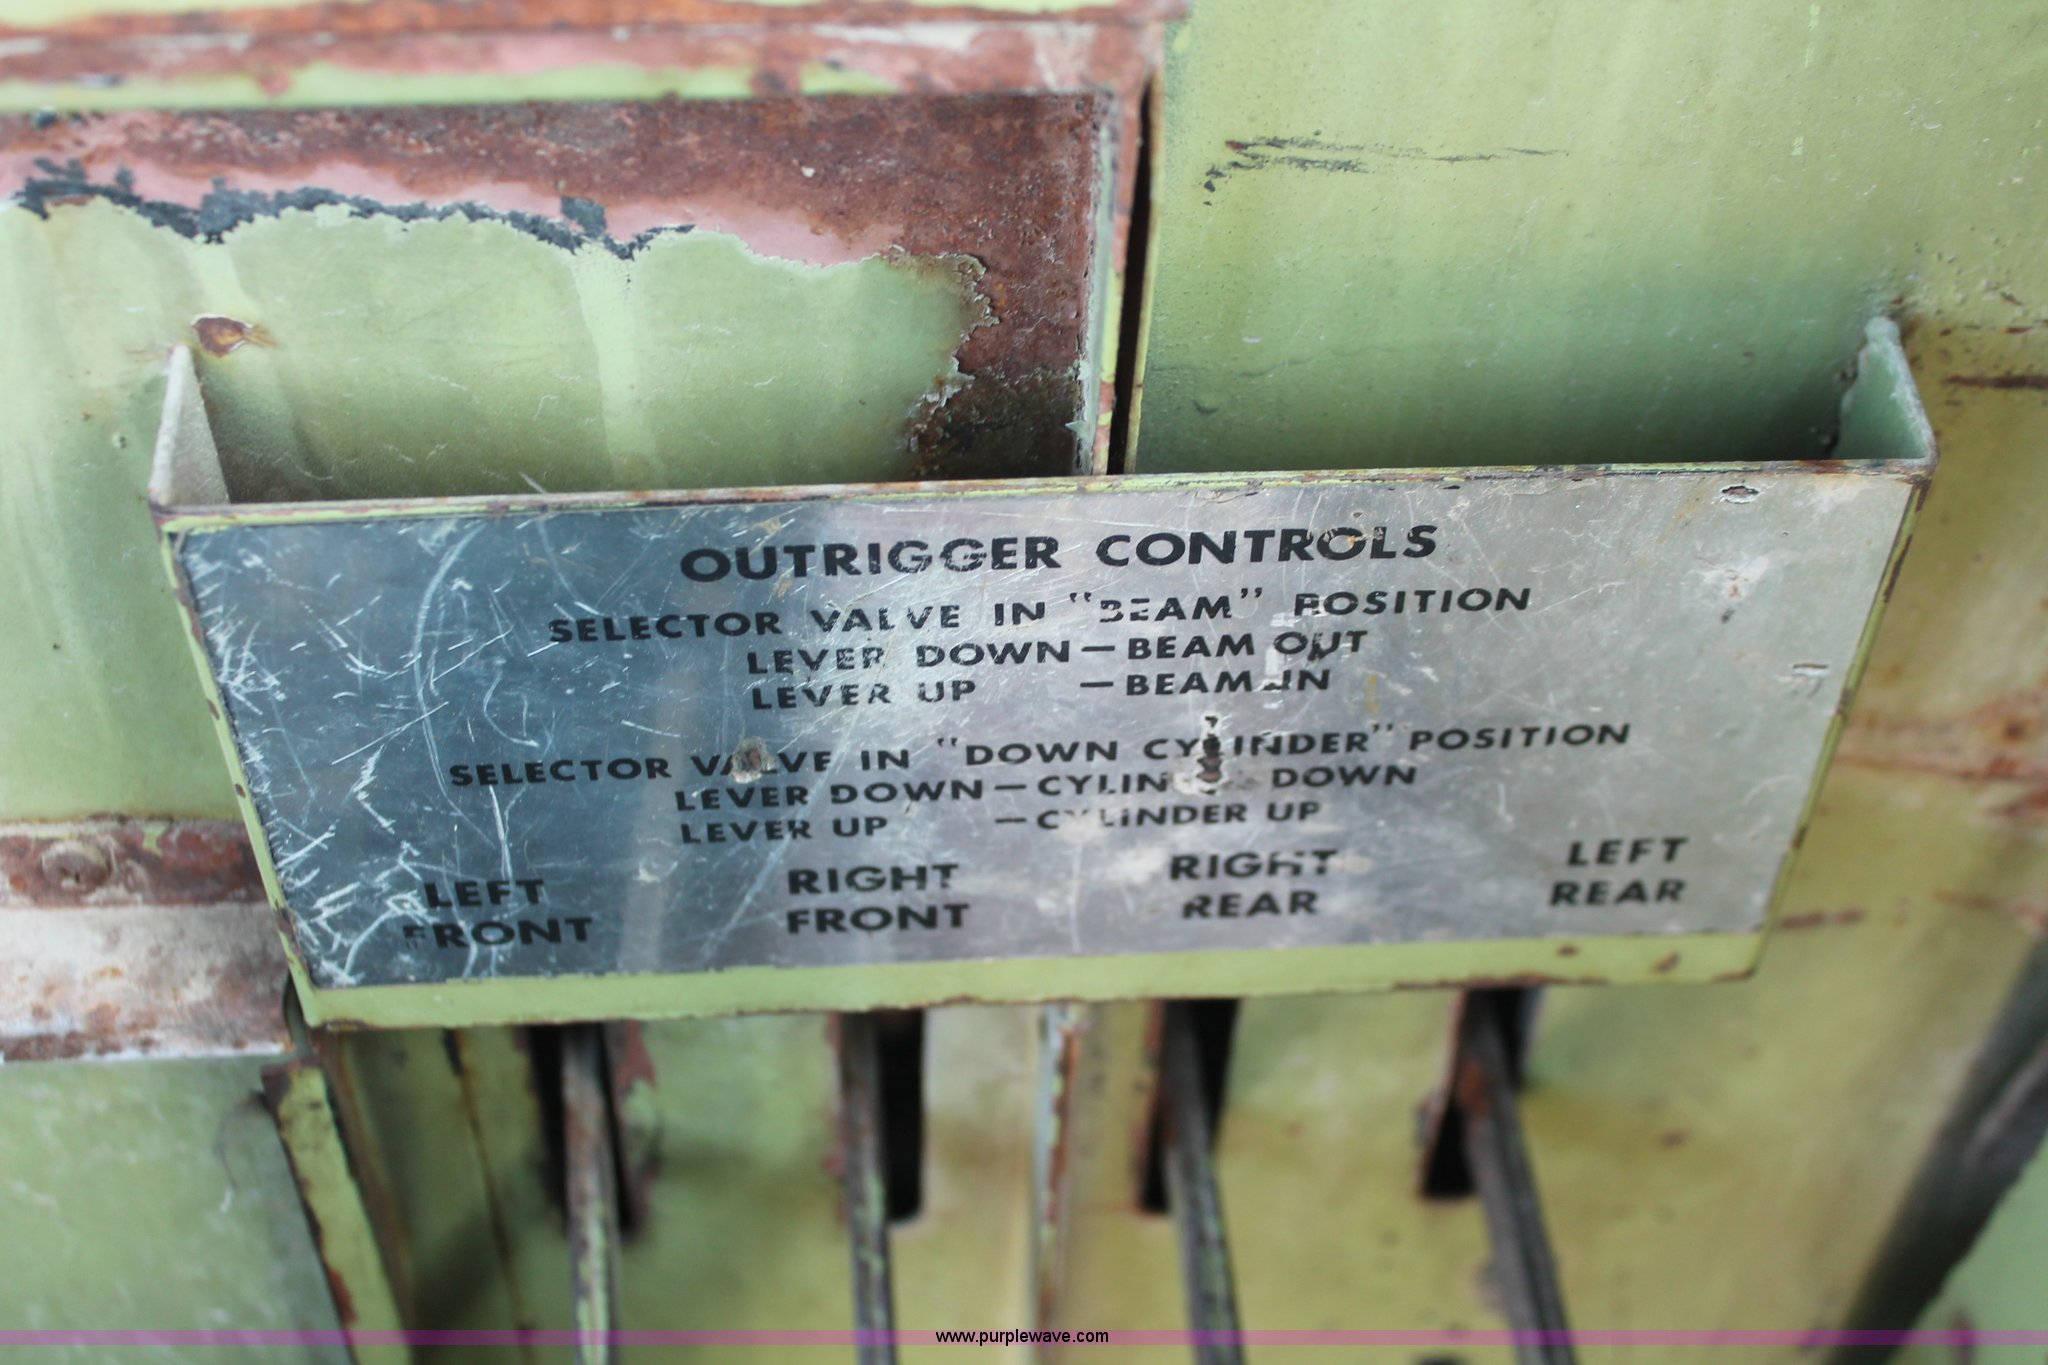 OUTRIGGER CONTROLS
SELECTOR VALVE IN "BEAM" POSITION
LEVER DOWN—BEAM OUT
LEVER UP —BEAM IN
SELECTOR VALVE IN "DOWN CYLINDER" POSITION
LEVER DOWN—CYLINDER DOWN
LEVER UP —CYLINDER UP
LEFT FRONT
RIGHT FRONT
RIGHT REAR
LEFT REAR
www.purplewave.com